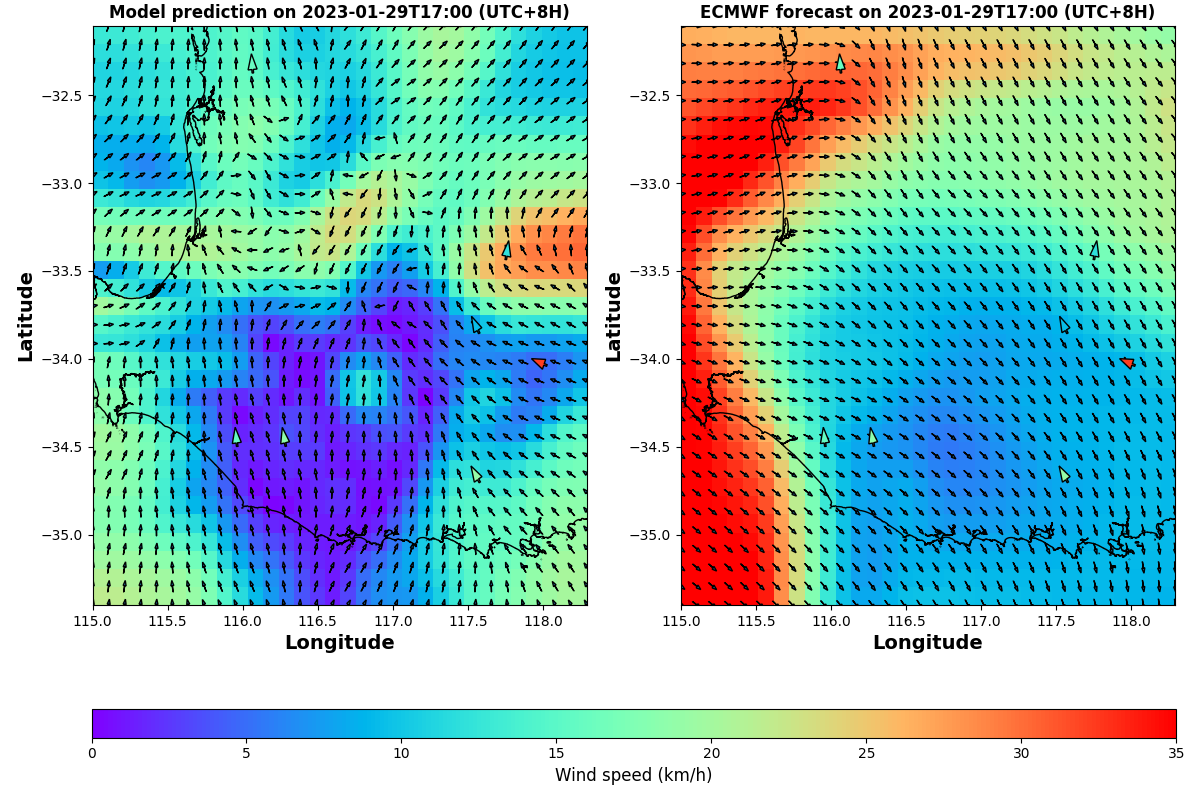 Model prediction on 2023-01-29T17:00 (UTC+8H)
ECMWF forecast on 2023-01-29T17:00 (UTC+8H)
−32.5
−33.0
−33.5
−34.0
−34.5
−35.0
Latitude
115.0 115.5 116.0 116.5 117.0 117.5 118.0
Longitude
−32.5
−33.0
−33.5
−34.0
−34.5
−35.0
Latitude
115.0 115.5 116.0 116.5 117.0 117.5 118.0
Longitude
0 5 10 15 20 25 30 35
Wind speed (km/h)